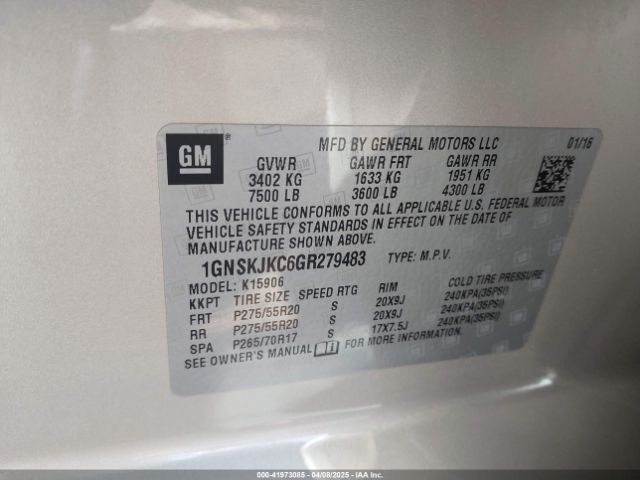 GM
MFD BY GENERAL MOTORS LLC 01/16
GVWR GAWR FRT GAWR RR
3402 KG 1633 KG 1951 KG
7500 LB 3600 LB 4300 LB
THIS VEHICLE CONFORMS TO ALL APPLICABLE U.S. FEDERAL MOTOR
VEHICLE SAFETY STANDARDS IN EFFECT ON THE DATE OF
MANUFACTURE SHOWN ABOVE.
1GNSKJKC6GR279483 TYPE: M.P.V.
MODEL: K15906
KKPT TIRE SIZE SPEED RTG RIM COLD TIRE PRESSURE
FRT P275/55R20 S 20X9J 240KPA(35PSI)
RR P275/55R20 S 20X9J 240KPA(35PSI)
SPA P265/70R17 S 17X7.5J 240KPA(35PSI)
SEE OWNER'S MANUAL FOR MORE INFORMATION.
000-41973085 | 04/08/2025 | IAA Inc.